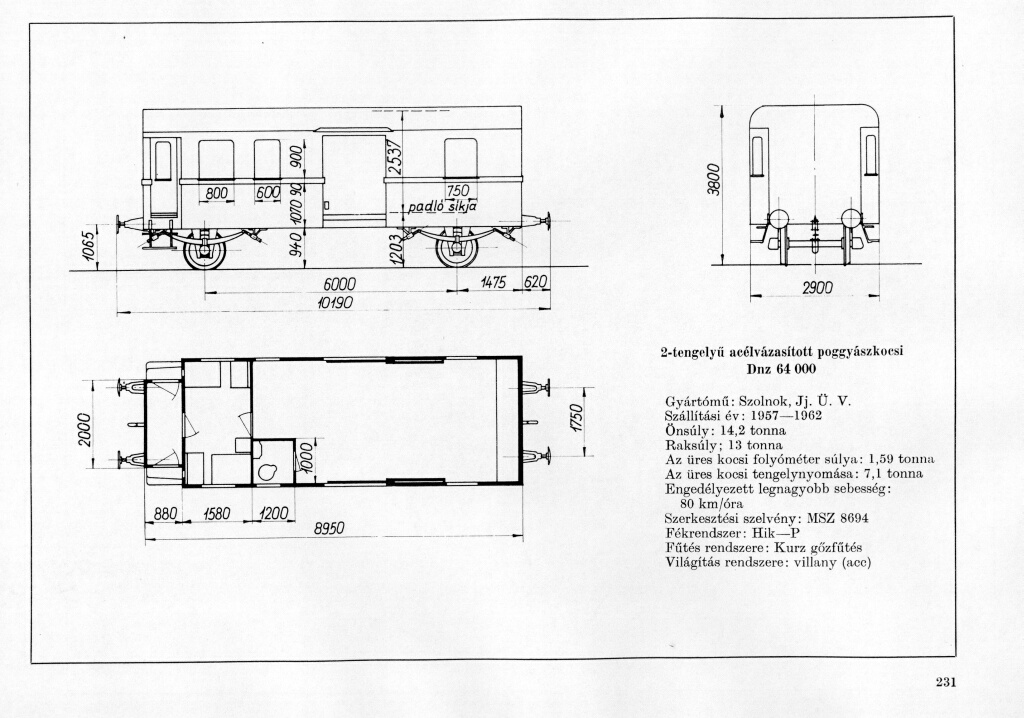 2537
900
3800
800
600
750
90
padló síkja
1070
1065
940
1203
6000
1475
620
2900
10190
2-tengelyű acélvázasított poggyászkocsi
Dnz 64 000
Gyártómű: Szolnok, Jj. Ü. V.
Szállítási év: 1957—1962
Önsúly: 14,2 tonna
Raksúly; 13 tonna
Az üres kocsi folyóméter súlya: 1,59 tonna
Az üres kocsi tengelynyomása: 7,1 tonna
Engedélyezett legnagyobb sebesség:
80 km/óra
Szerkesztési szelvény: MSZ 8694
Fékrendszer: Hik—P
Fűtés rendszere: Kurz gőzfűtés
Világítás rendszere: villany (acc)
2000
1750
1000
880
1580
1200
8950
231